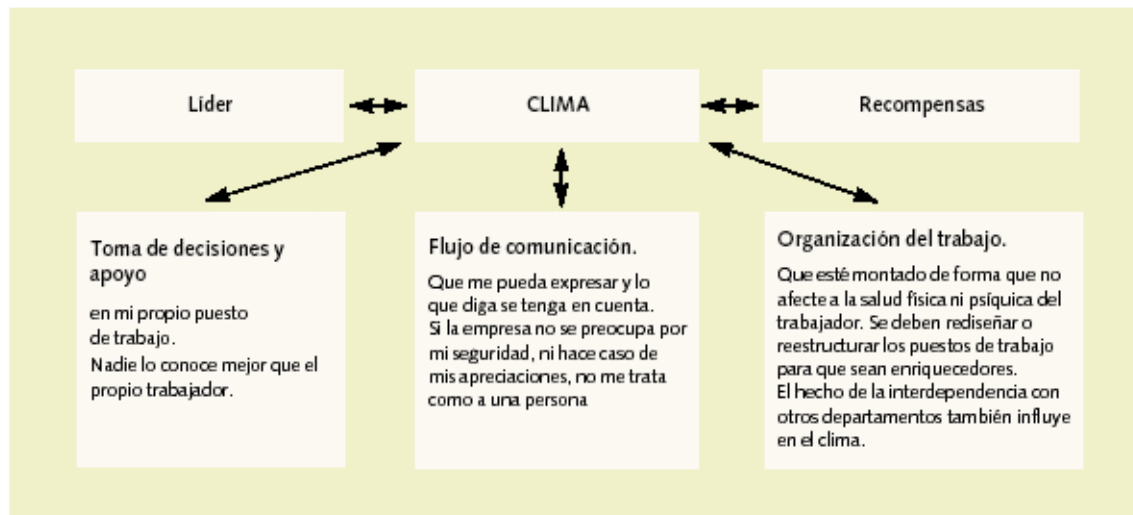 Líder
CLIMA
Recompensas
Toma de decisiones y
apoyo
en mi propio puesto
de trabajo.
Nadie lo conoce mejor que el
propio trabajador.
Flujo de comunicación.
Que me pueda expresar y lo
que diga se tenga en cuenta.
Si la empresa no se preocupa por
mi seguridad, ni hace caso de
mis apreciaciones, no me trata
como a una persona
Organización del trabajo.
Que esté montado de forma que no
afecte a la salud física ni psíquica del
trabajador. Se deben rediseñar o
reestructurar los puestos de trabajo
para que sean enriquecedores.
El hecho de la interdependencia con
otros departamentos también influye
en el clima.